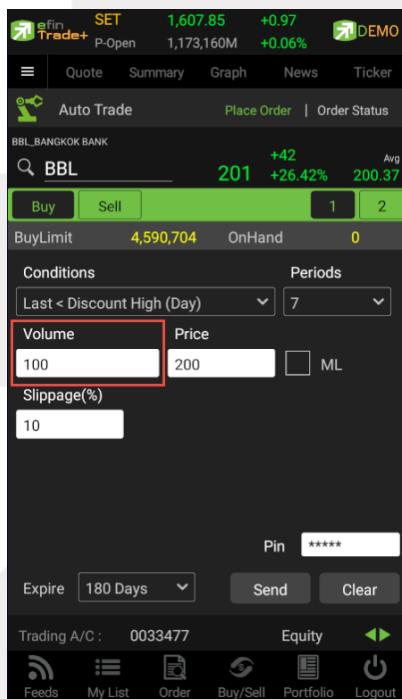 efin Trade+ SET 1,607.85 +0.97 DEMO
P-Open 1,173,160M +0.06%
Quote Summary Graph News Ticker
Auto Trade Place Order | Order Status
BBL_BANGKOK BANK
BBL 201 +42 +26.42% Avg 200.37
Buy Sell 1 2
BuyLimit 4,590,704 OnHand 0
Conditions Periods
Last < Discount High (Day) 7
Volume Price
100 200 ML
Slippage(%)
10
Pin *****
Expire 180 Days Send Clear
Trading A/C : 0033477 Equity
Feeds My List Order Buy/Sell Portfolio Logout